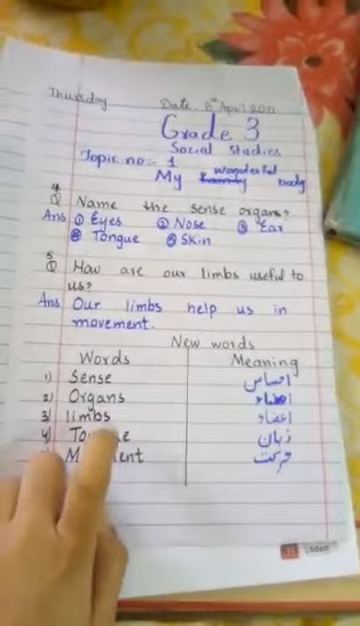 Thursday Date: 8th April 2021
Grade 3
Social studies
Topic no:- 1
My wonderful body
Q4 Name the sense organs?
Ans ① Eyes ② Nose ③ Ear
④ Tongue ⑤ Skin
Q5 How are our limbs useful to
us?
Ans Our limbs help us in
movement.
New words
Words Meaning
1) Sense احساس
2) Organs اعضاء
3) limbs اعضاء
4) زبان
حرکت